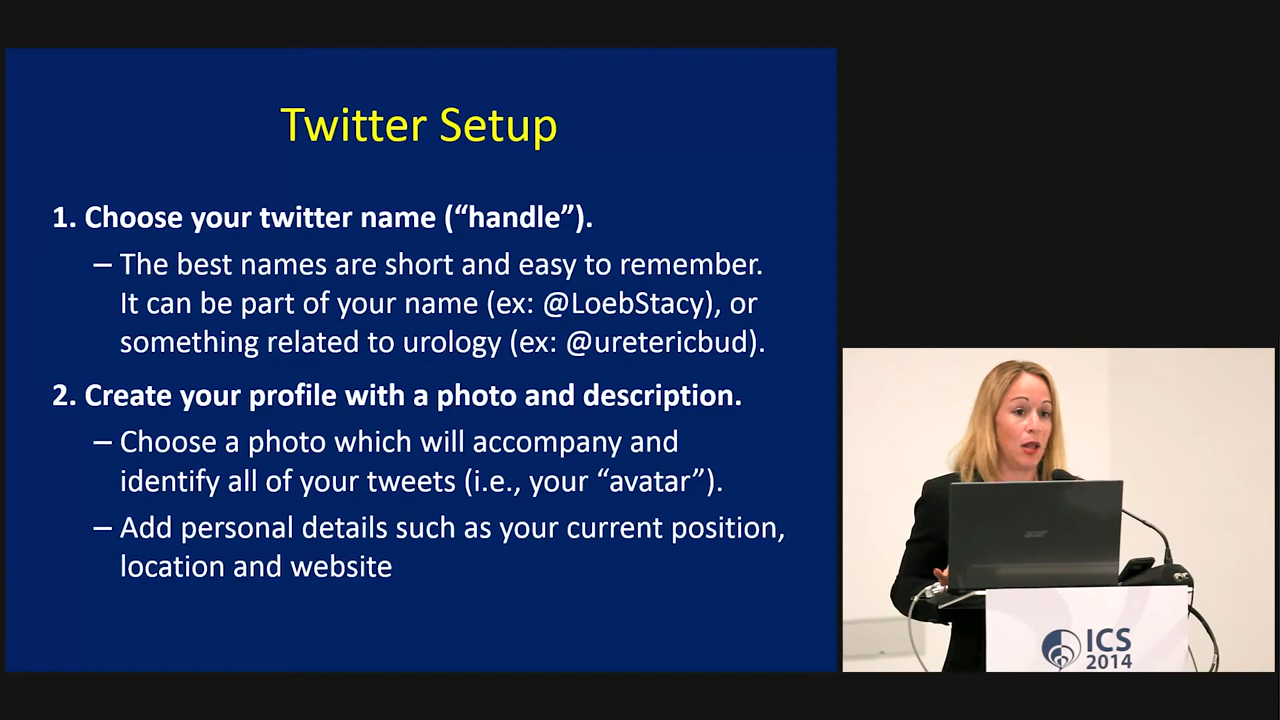 Twitter Setup
1. Choose your twitter name (“handle”).
– The best names are short and easy to remember.
It can be part of your name (ex: @LoebStacy), or
something related to urology (ex: @uretericbud).
2. Create your profile with a photo and description.
– Choose a photo which will accompany and
identify all of your tweets (i.e., your “avatar”).
– Add personal details such as your current position,
location and website
acer
ICS
2014